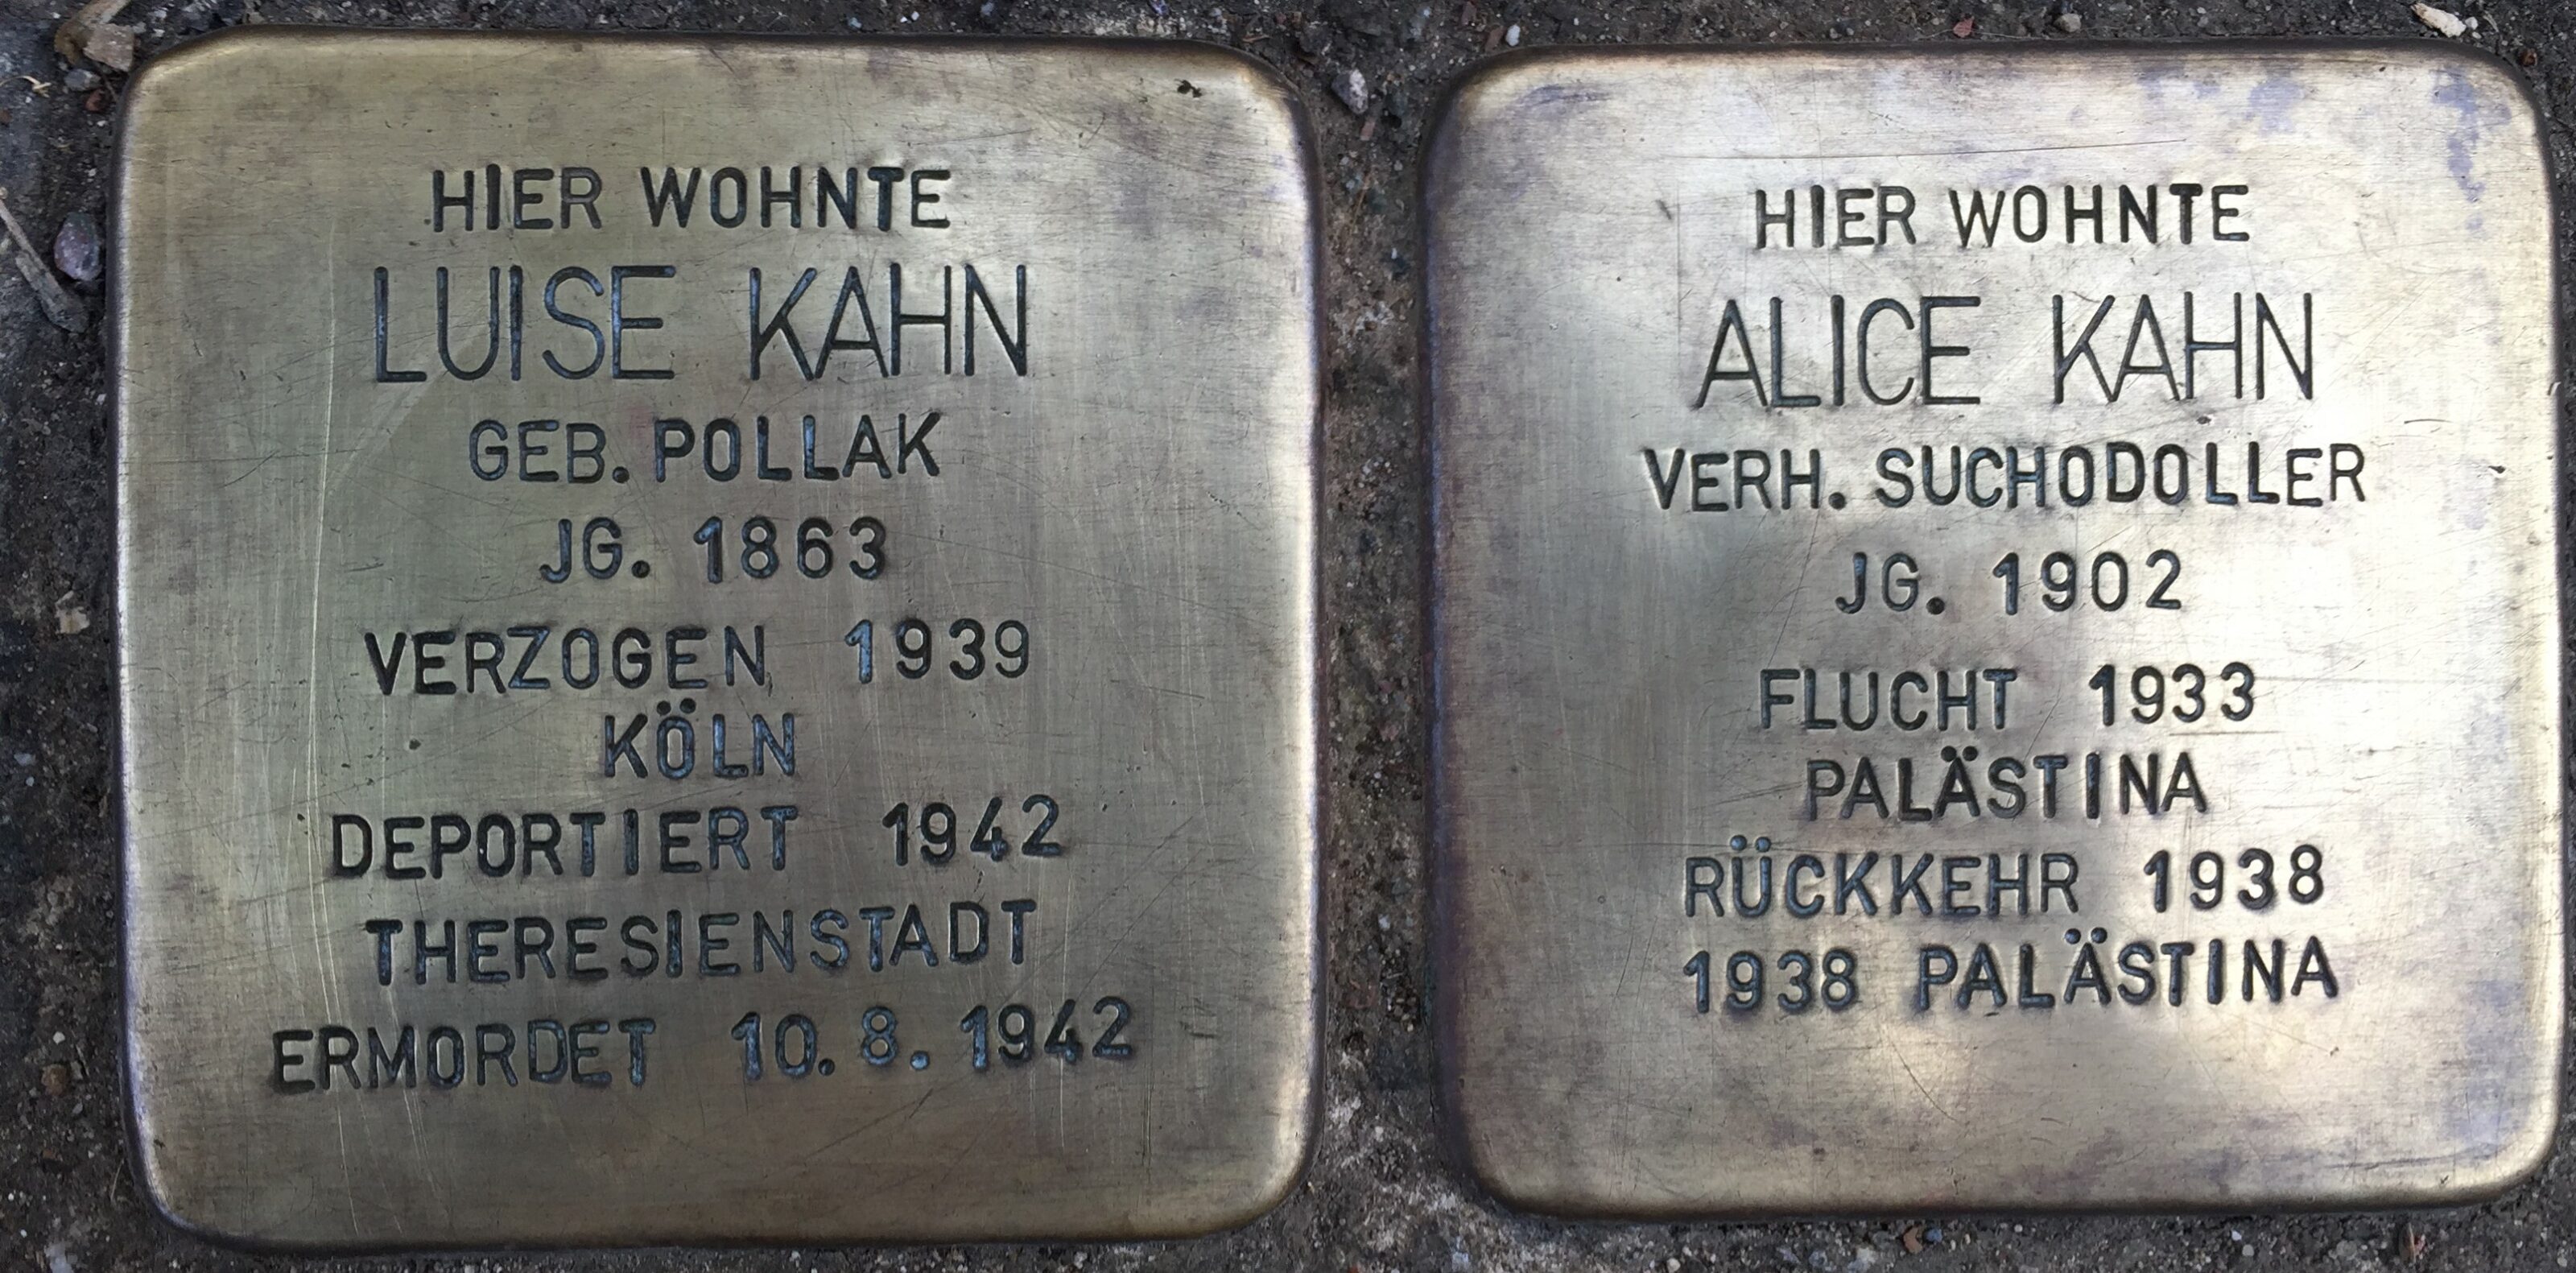 HIER WOHNTE
LUISE KAHN
GEB. POLLAK
JG. 1863
VERZOGEN 1939
KÖLN
DEPORTIERT 1942
THERESIENSTADT
ERMORDET 10.8.1942
HIER WOHNTE
ALICE KAHN
VERH. SUCHODOLLER
JG. 1902
FLUCHT 1933
PALÄSTINA
RÜCKKEHR 1938
1938 PALÄSTINA